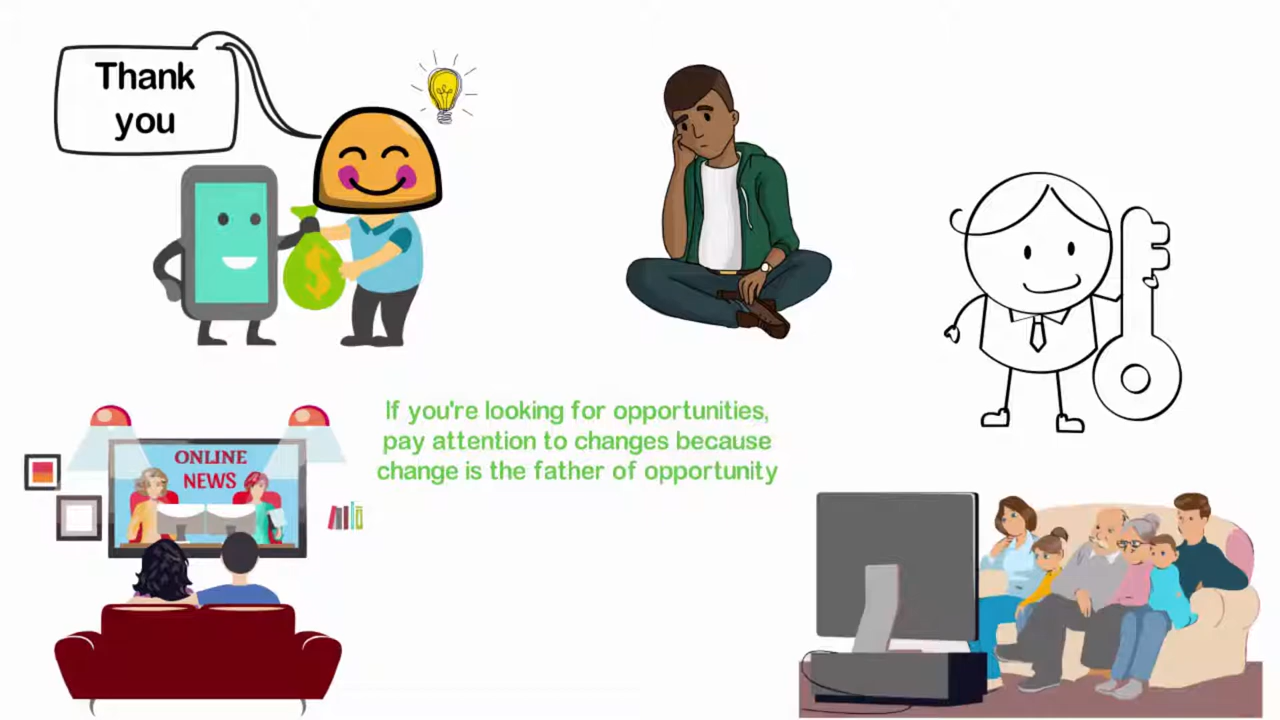 Thank
you
$
ONLINE
NEWS
If you're looking for opportunities,
pay attention to changes because
change is the father of opportunity